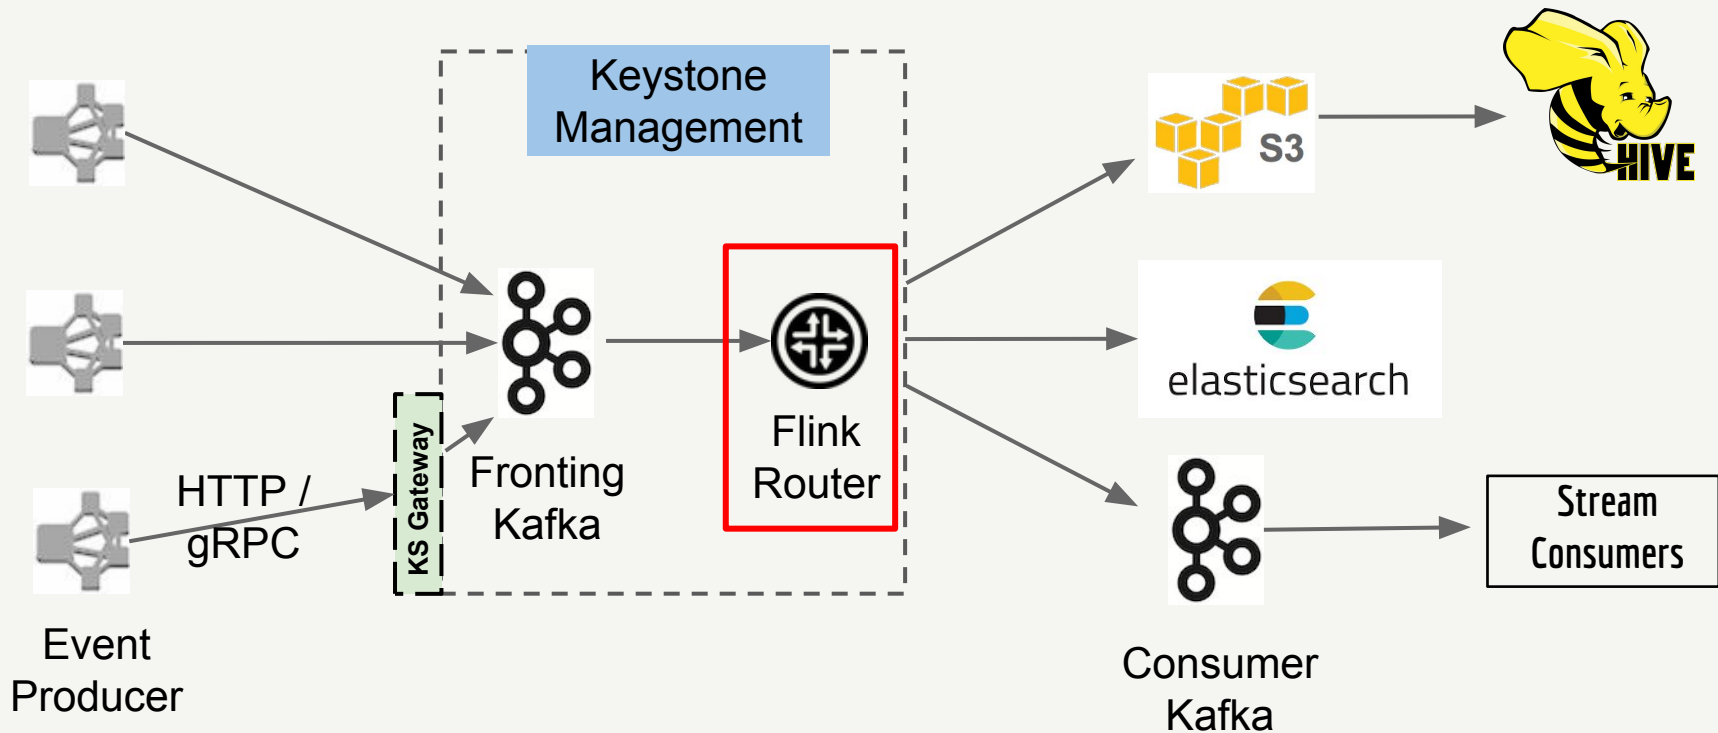 Keystone
Management
S3
HIVE
elasticsearch
Flink
Router
Fronting
Kafka
KS Gateway
HTTP /
gRPC
Stream
Consumers
Event
Producer
Consumer
Kafka